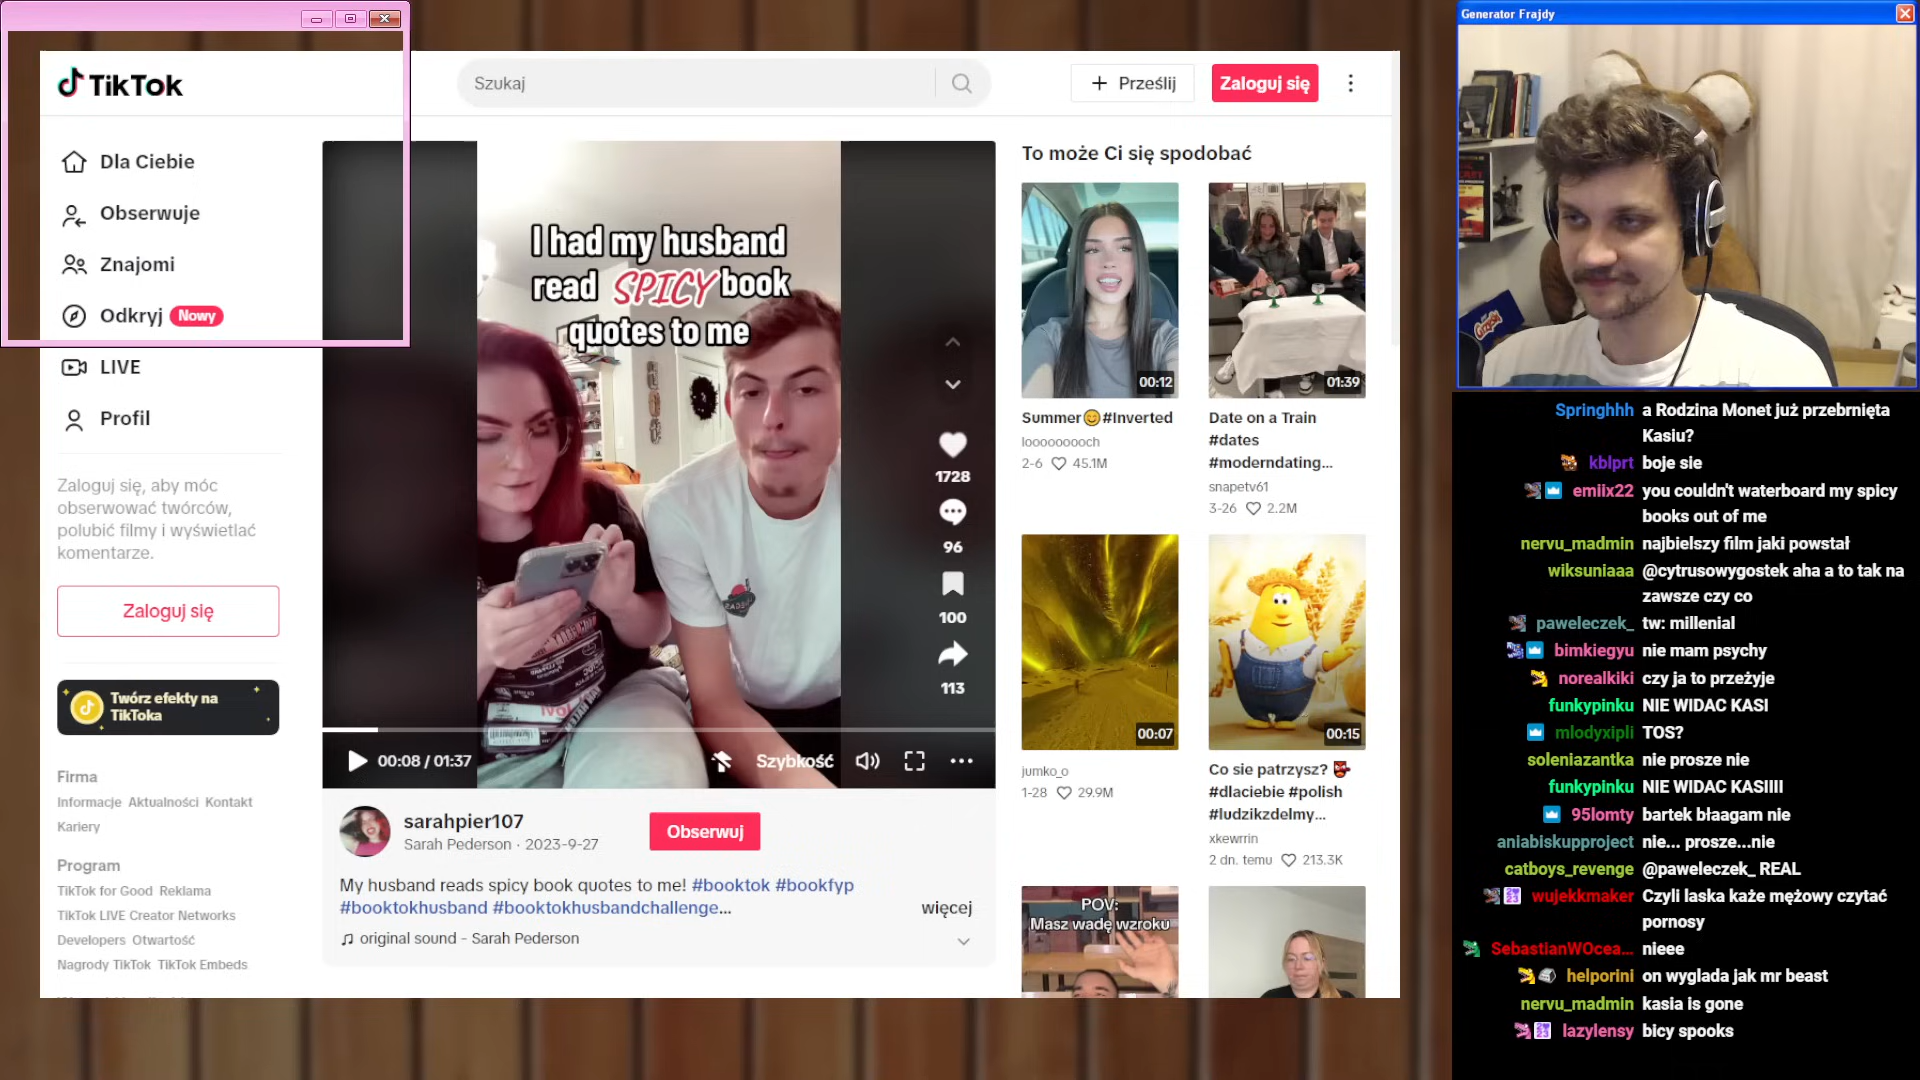 TikTok
Szukaj
Prześlij
Zaloguj się
Dla Ciebie
Obserwuje
Znajomi
Odkryj Nowy
LIVE
Profil
Zaloguj się, aby móc
obserwować twórców,
polubić filmy i wyświetlać
komentarze.
Zaloguj się
Twórz efekty na
TikToka
Firma
Informacje Aktualności Kontakt
Kariery
Program
TikTok for Good Reklama
TikTok LIVE Creator Networks
Developers Otwartość
Nagrody TikTok TikTok Embeds
I had my husband
read SPICY book
quotes to me
1728
96
100
113
00:08 / 01:37
Szybkość
sarahpier107
Sarah Pederson · 2023-9-27
Obserwuj
My husband reads spicy book quotes to me! #booktok #bookfyp
#booktokhusband #booktokhusbandchallenge...
więcej
original sound - Sarah Pederson
To może Ci się spodobać
00:12
Summer😊#Inverted
looooooooch
2-6 45.1M
01:39
Date on a Train
#dates
#moderndating...
snapetv61
3-26 2.2M
00:07
jumko_o
1-28 29.9M
00:15
Co sie patrzysz? 👺
#dlaciebie #polish
#ludzikzdelmy...
xkewrrin
2 dn. temu 213.3K
POV:
Masz wadę wzroku
Generator Frajdy
Springhhh a Rodzina Monet już przebrnięta
Kasiu?
kblprt boje sie
emiix22 you couldn't waterboard my spicy
books out of me
nervu_madmin najbielszy film jaki powstał
wiksuniaaa @cytrusowygostek aha a to tak na
zawsze czy co
paweleczek_ tw: millenial
bimkiegyu nie mam psychy
norealkiki czy ja to przeżyje
funkypinku NIE WIDAC KASI
mlodyxipli TOS?
soleniazantka nie prosze nie
funkypinku NIE WIDAC KASIIII
95lomty bartek błaagam nie
aniabiskupproject nie... prosze...nie
catboys_revenge @paweleczek_ REAL
wujekkmaker Czyli laska każe mężowy czytać
pornosy
SebastianWOcea... nieee
helporini on wyglada jak mr beast
nervu_madmin kasia is gone
lazylensy bicy spooks